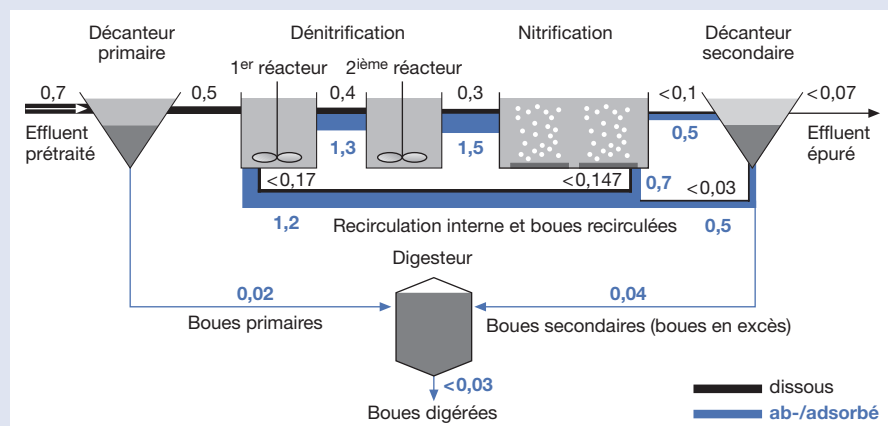 Décanteur
primaire
Dénitrification
Nitrification
Décanteur
secondaire
1er réacteur
2ième réacteur
0,7
0,5
0,4
0,3
<0,1
<0,07
Effluent
prétraité
1,3
1,5
0,5
Effluent
épuré
<0,17
<0,147
0,7
<0,03
1,2
Recirculation interne et boues recirculées
0,5
Digesteur
0,02
0,04
Boues primaires
Boues secondaires (boues en excès)
<0,03
Boues digérées
dissous
ab-/adsorbé